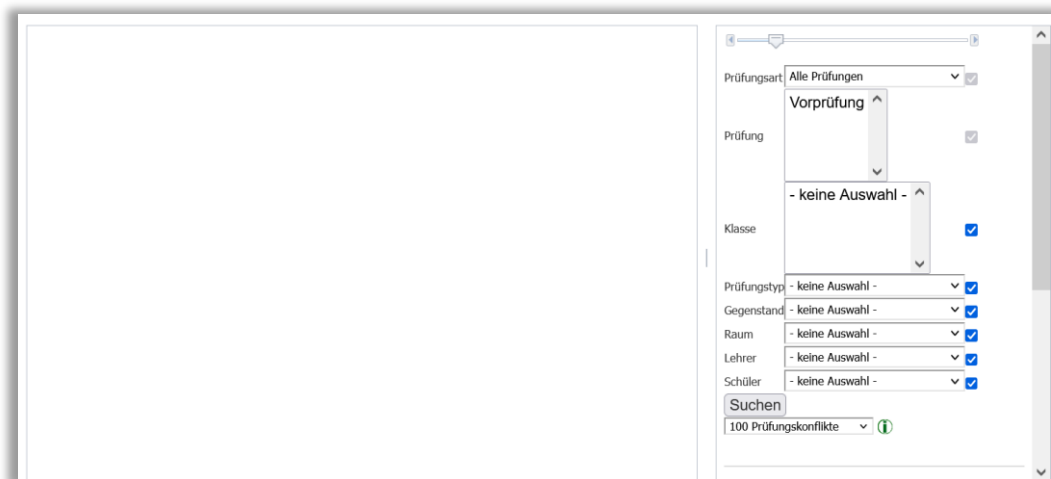 Prüfungsart Alle Prüfungen
Prüfung Vorprüfung
Klasse - keine Auswahl -
Prüfungstyp - keine Auswahl -
Gegenstand - keine Auswahl -
Raum - keine Auswahl -
Lehrer - keine Auswahl -
Schüler - keine Auswahl -
Suchen
100 Prüfungskonflikte